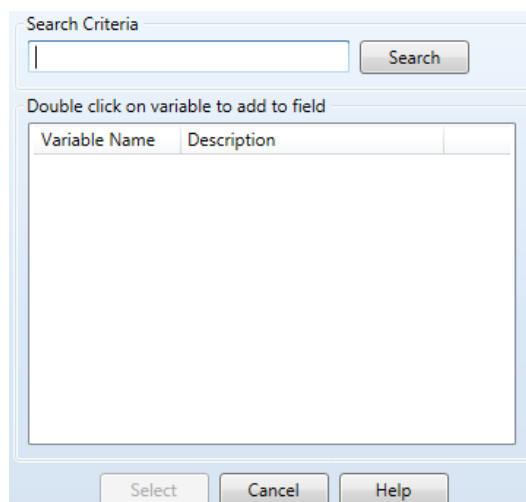 Search Criteria
Search
Double click on variable to add to field
Variable Name Description
Select Cancel Help